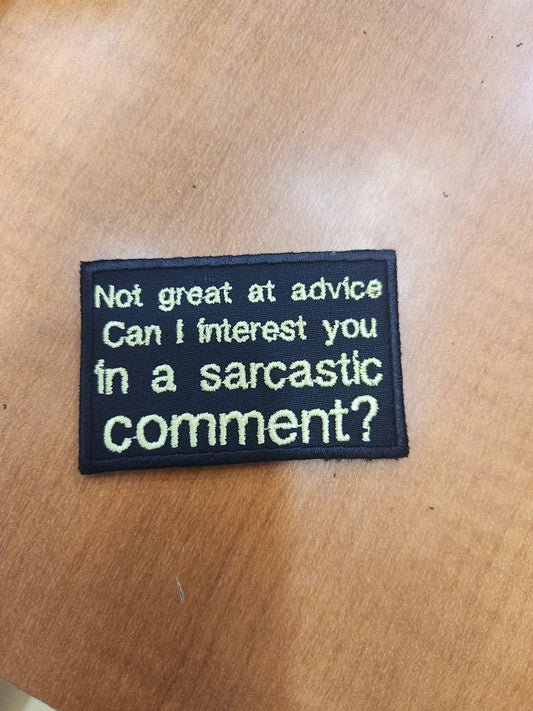 Not great at advice
Can I interest you
in a sarcastic
comment?